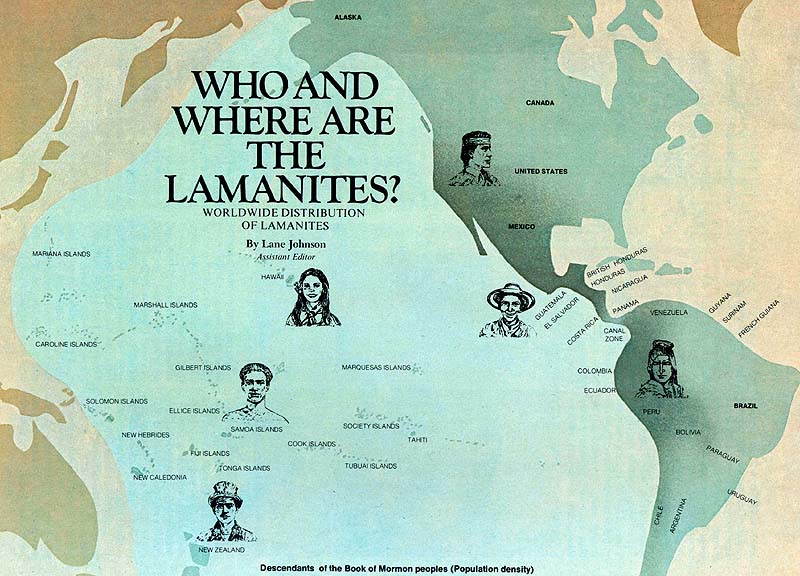 ALASKA
WHO AND
WHERE ARE
THE
LAMANITES?
WORLDWIDE DISTRIBUTION
OF LAMANITES
By Lane Johnson
Assistant Editor
CANADA
UNITED STATES
MEXICO
MARIANA ISLANDS
HAWAII
BRITISH HONDURAS
HONDURAS
NICARAGUA
GUATEMALA
EL SALVADOR
COSTA RICA
PANAMA
CANAL
ZONE
VENEZUELA
GUYANA
SURINAM
FRENCH GUIANA
MARSHALL ISLANDS
CAROLINE ISLANDS
GILBERT ISLANDS
MARQUESAS ISLANDS
COLOMBIA
ECUADOR
PERU
BRAZIL
SOLOMON ISLANDS
ELLICE ISLANDS
SAMOA ISLANDS
SOCIETY ISLANDS
TAHITI
BOLIVIA
NEW HEBRIDES
COOK ISLANDS
FIJI ISLANDS
TONGA ISLANDS
TUBUAI ISLANDS
PARAGUAY
NEW CALEDONIA
URUGUAY
CHILE
ARGENTINA
NEW ZEALAND
Descendants of the Book of Mormon peoples (Population density)